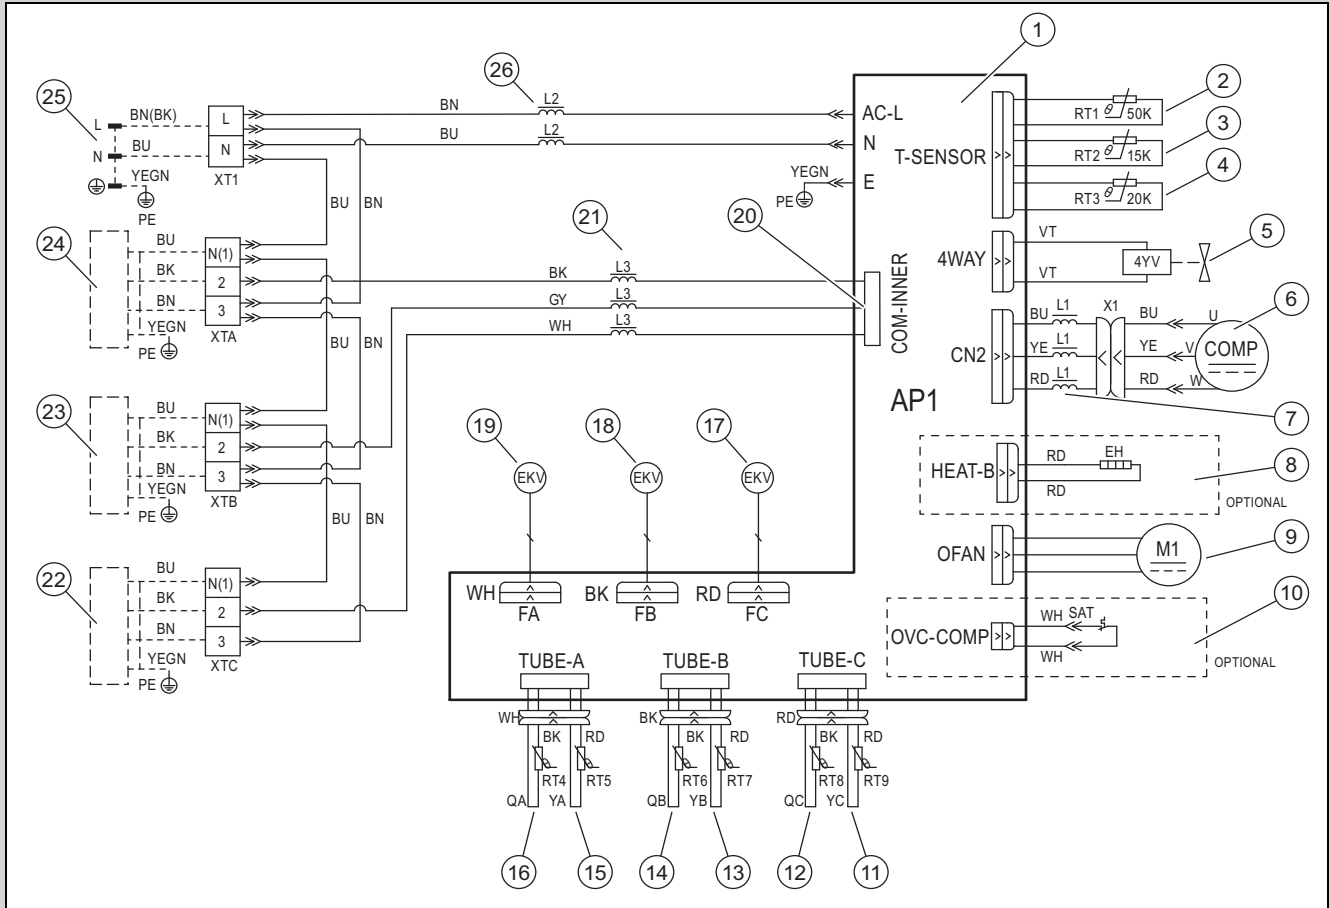 1
26
25
2
BN(BK)
BN
L2
AC-L
L
L
RT1
50K
3
BU
BU
L2
N
N
N
T-SENSOR
RT2
15K
YEGN
XT1
YEGN
E
4
PE
PE
RT3
20K
BU
BN
20
21
24
BU
N(1)
VT
5
4WAY
4YV
BK
2
BK
L3
VT
BN
3
GY
L3
6
YEGN
XTA
WH
L3
COM-INNER
BU
L1
X1
BU
U
PE
BU
BN
CN2
YE
L1
YE
V
COMP
RD
L1
RD
W
AP1
23
BU
N(1)
19
18
17
7
BK
2
HEAT-B
RD
EH
8
BN
3
EKV
EKV
EKV
RD
YEGN
XTB
OPTIONAL
PE
BU
BN
OFAN
M1
9
22
BU
N(1)
WH
BK
RD
10
BK
2
FA
FB
FC
WH
SAT
BN
3
OVC-COMP
WH
YEGN
XTC
TUBE-A
TUBE-B
TUBE-C
OPTIONAL
PE
WH
BK
RD
BK
RD
BK
RD
BK
RD
RT4
RT5
RT6
RT7
RT8
RT9
QA
YA
QB
YB
QC
YC
16
15
14
13
12
11